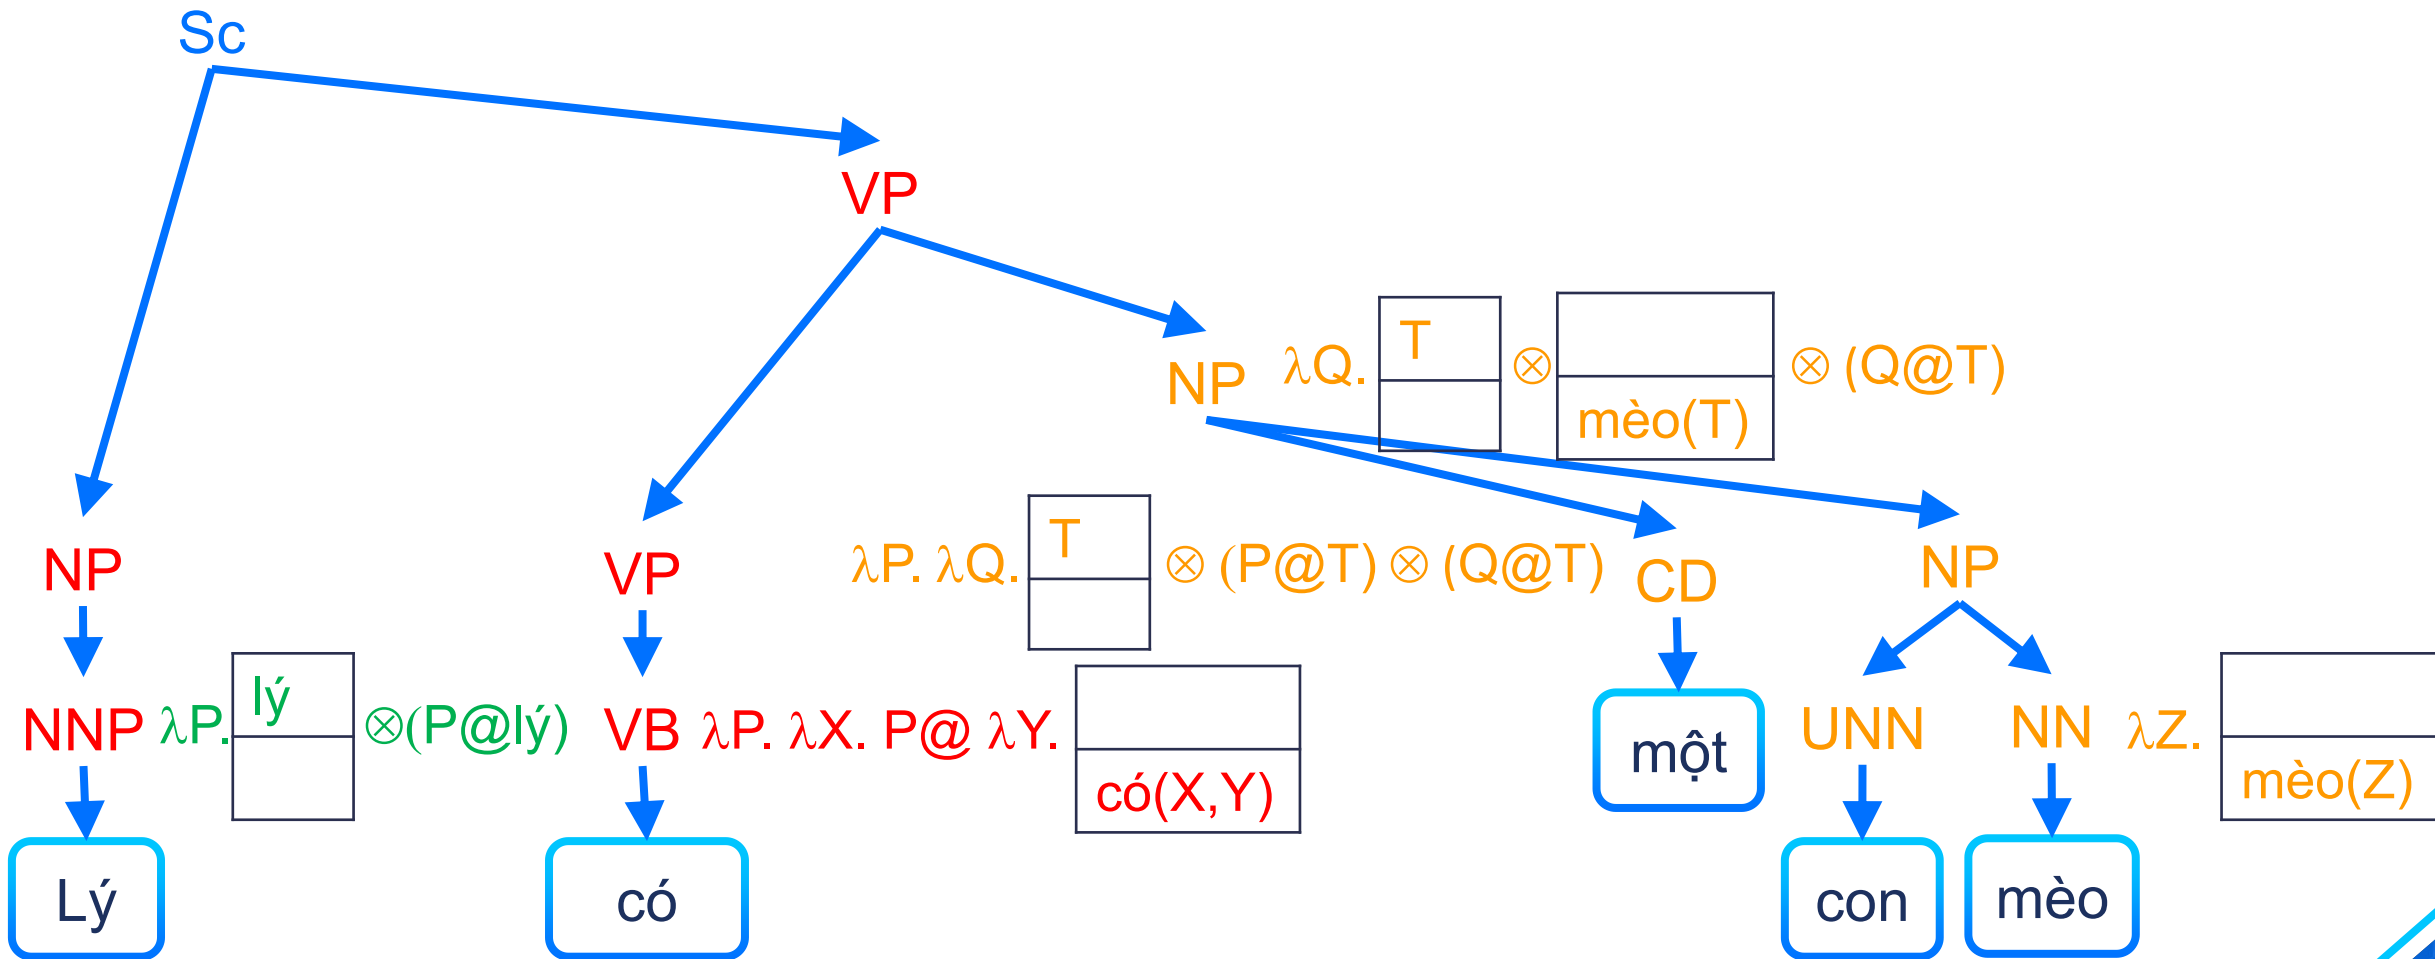 Sc
VP
NP λQ. T ⊗ ⊗ (Q@T)
mèo(T)
NP VP λP. λQ. T ⊗ (P@T) ⊗ (Q@T) CD NP
NNP λP. lý ⊗(P@lý) VB λP. λX. P@ λY. một UNN NN λZ.
có(X,Y) mèo(Z)
Lý có con mèo